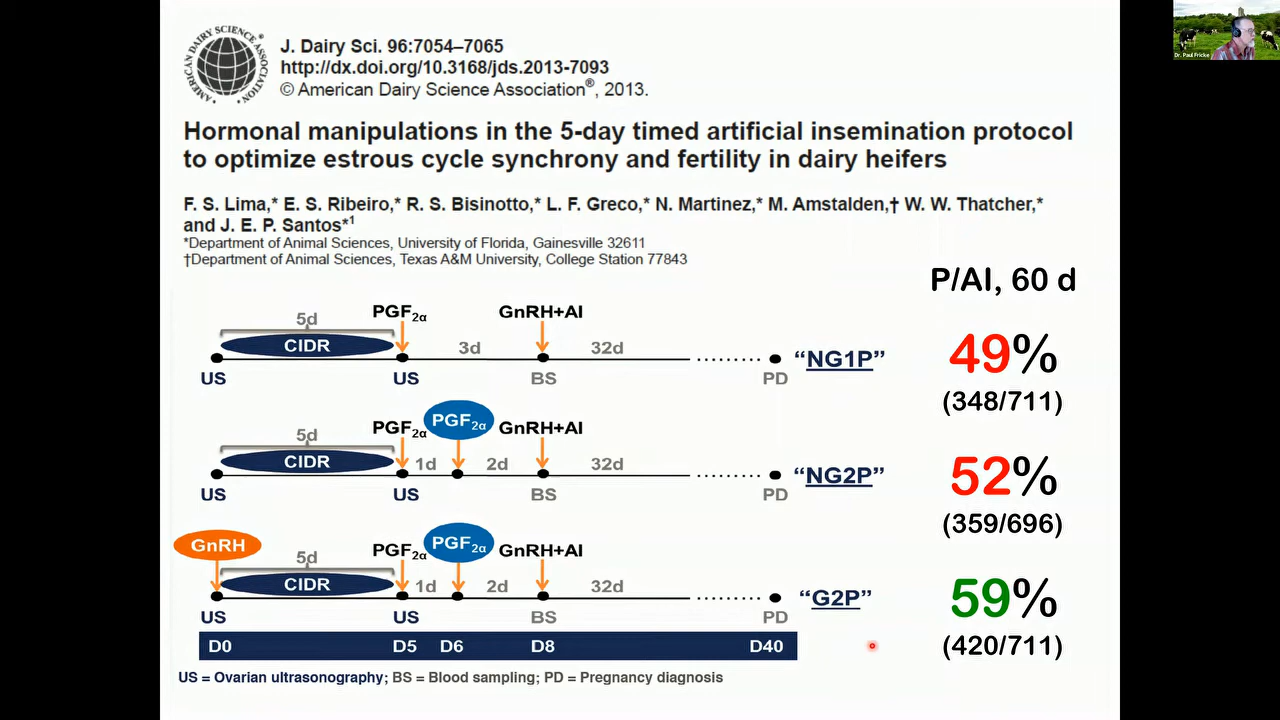 AMERICAN DAIRY SCIENCE ASSOCIATION
®
J. Dairy Sci. 96:7054–7065
http://dx.doi.org/10.3168/jds.2013-7093
© American Dairy Science Association®, 2013.
Dr. Paul Fricke
Hormonal manipulations in the 5-day timed artificial insemination protocol
to optimize estrous cycle synchrony and fertility in dairy heifers
F. S. Lima,* E. S. Ribeiro,* R. S. Bisinotto,* L. F. Greco,* N. Martinez,* M. Amstalden,† W. W. Thatcher,*
and J. E. P. Santos*1
*Department of Animal Sciences, University of Florida, Gainesville 32611
†Department of Animal Sciences, Texas A&M University, College Station 77843
P/AI, 60 d
5d PGF2α GnRH+AI
CIDR 3d 32d "NG1P" 49%
US US BS PD (348/711)
PGF2α
5d PGF2α GnRH+AI
CIDR 1d 2d 32d "NG2P" 52%
US US BS PD (359/696)
GnRH PGF2α
5d PGF2α GnRH+AI
CIDR 1d 2d 32d "G2P" 59%
US US BS PD
D0 D5 D6 D8 D40 (420/711)
US = Ovarian ultrasonography; BS = Blood sampling; PD = Pregnancy diagnosis